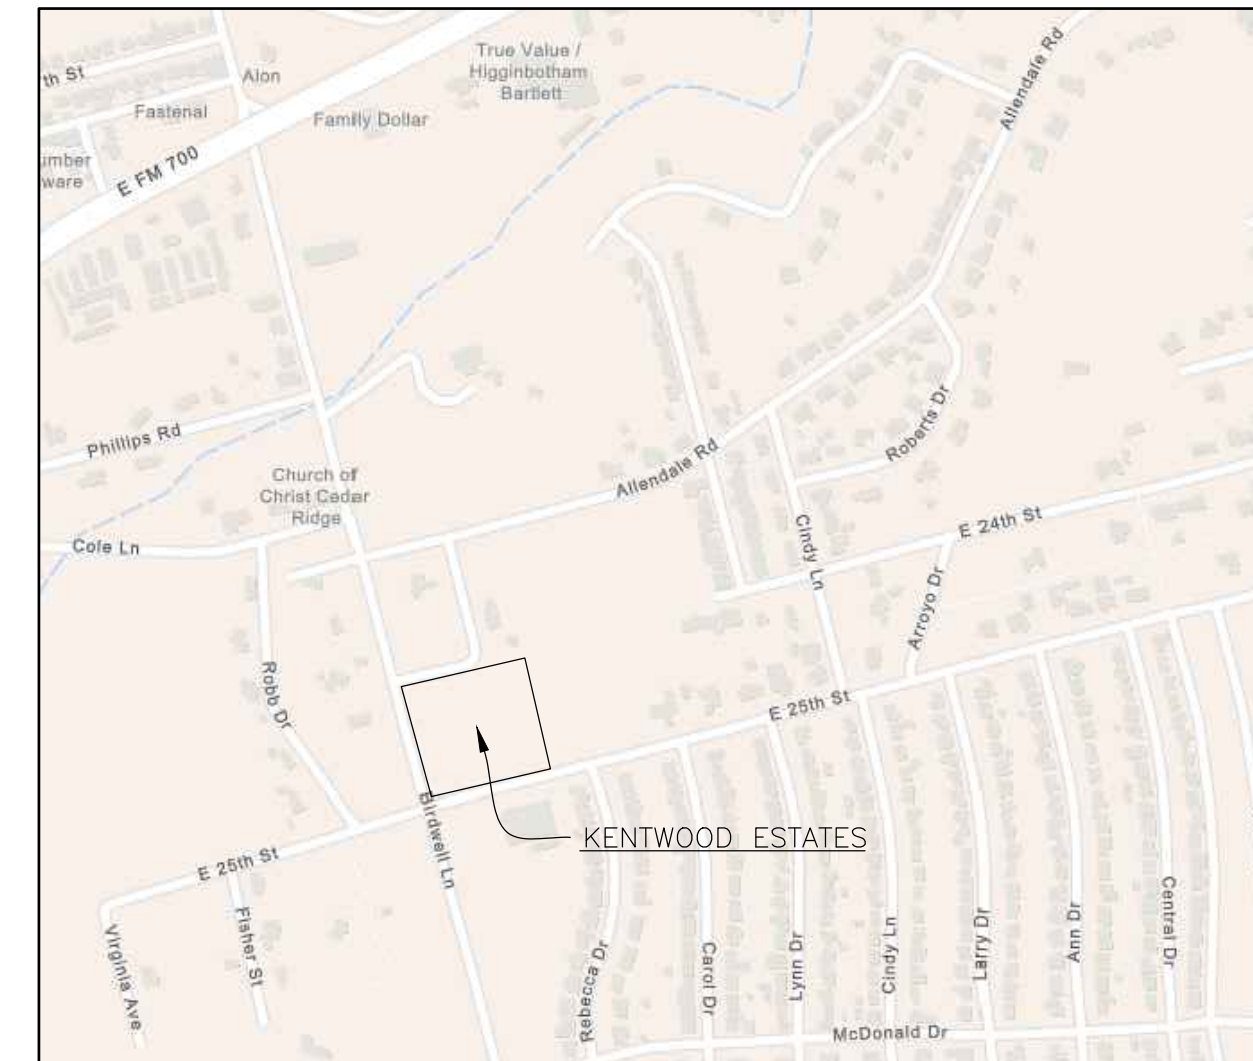 True Value /
Higginbotham
Bartlett
Allendale Rd
th St
Alon
Fastenal
Familly Dollar
umber
ware
E FM 700
Phillips Rd
Roberts Dr
Allendale Rd
Church of
Christ Cedar
Ridge
Cole Ln
Cindy Ln
E 24th St
Arroyo Dr
Robb Dr
E 25th St
KENTWOOD ESTATES
Birdwell Ln
E 25th St
Fisher St
Virginia Ave
Rebecca Dr
Carol Dr
Lynn Dr
Cindy Ln
Larry Dr
Ann Dr
Central Dr
McDonald Dr